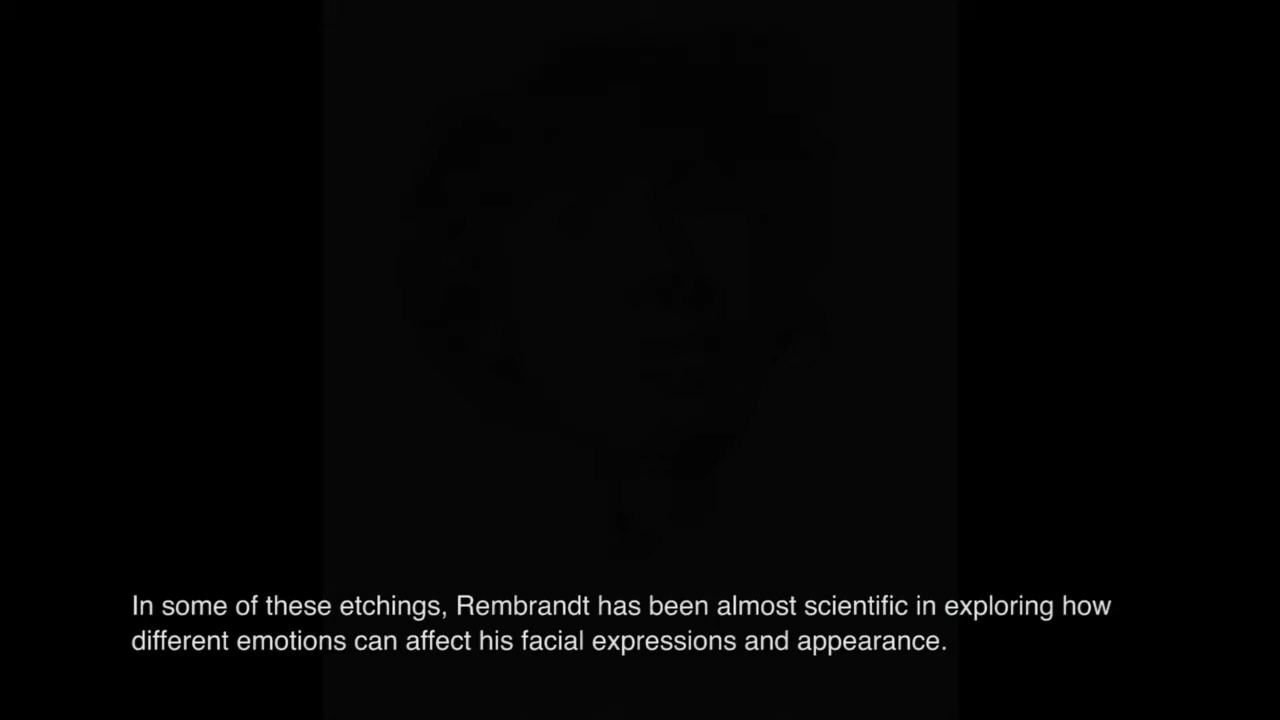 In some of these etchings, Rembrandt has been almost scientific in exploring how
different emotions can affect his facial expressions and appearance.